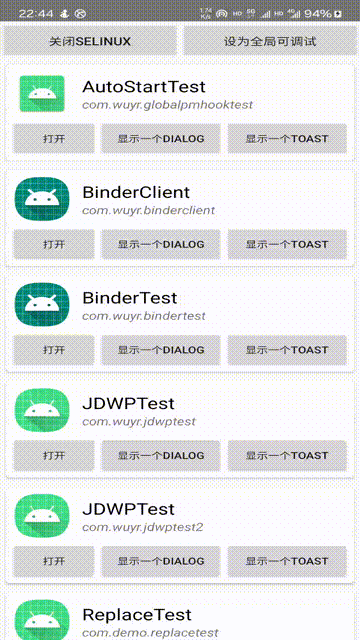 22:44 1.74 K/s HD 5G HD 4G 94%
关闭SELINUX 设为全局可调试
AutoStartTest
com.wuyr.globalpmhooktest
打开 显示一个DIALOG 显示一个TOAST
BinderClient
com.wuyr.binderclient
打开 显示一个DIALOG 显示一个TOAST
BinderTest
com.wuyr.bindertest
打开 显示一个DIALOG 显示一个TOAST
JDWPTest
com.wuyr.jdwptest
打开 显示一个DIALOG 显示一个TOAST
JDWPTest
com.wuyr.jdwptest2
打开 显示一个DIALOG 显示一个TOAST
ReplaceTest
com.demo.replacetest